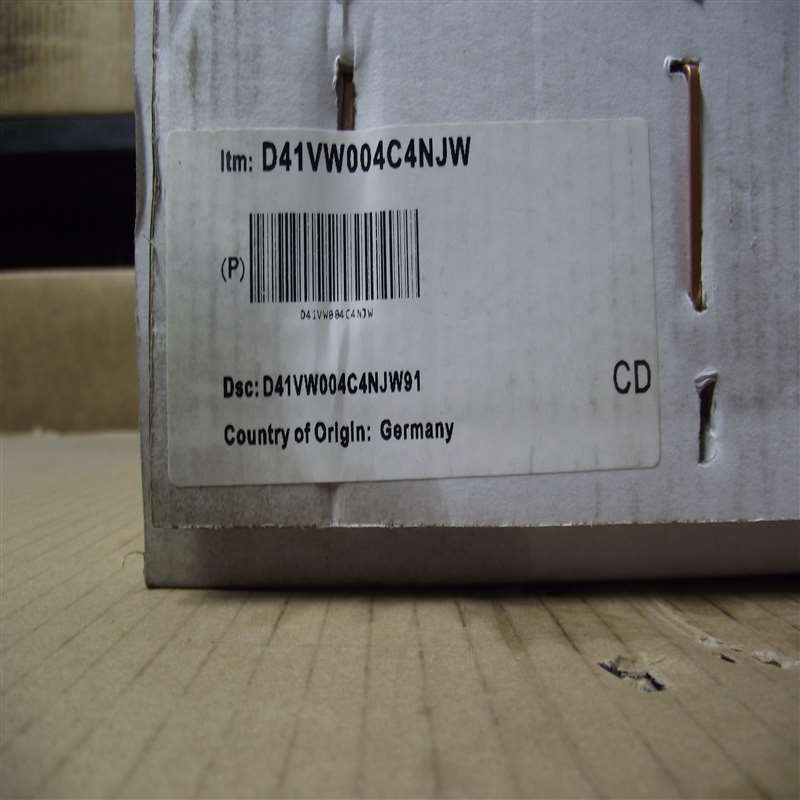 Itm: D41VW004C4NJW
(P)
D41VW004C4NJW
Dsc: D41VW004C4NJW91
CD
Country of Origin: Germany